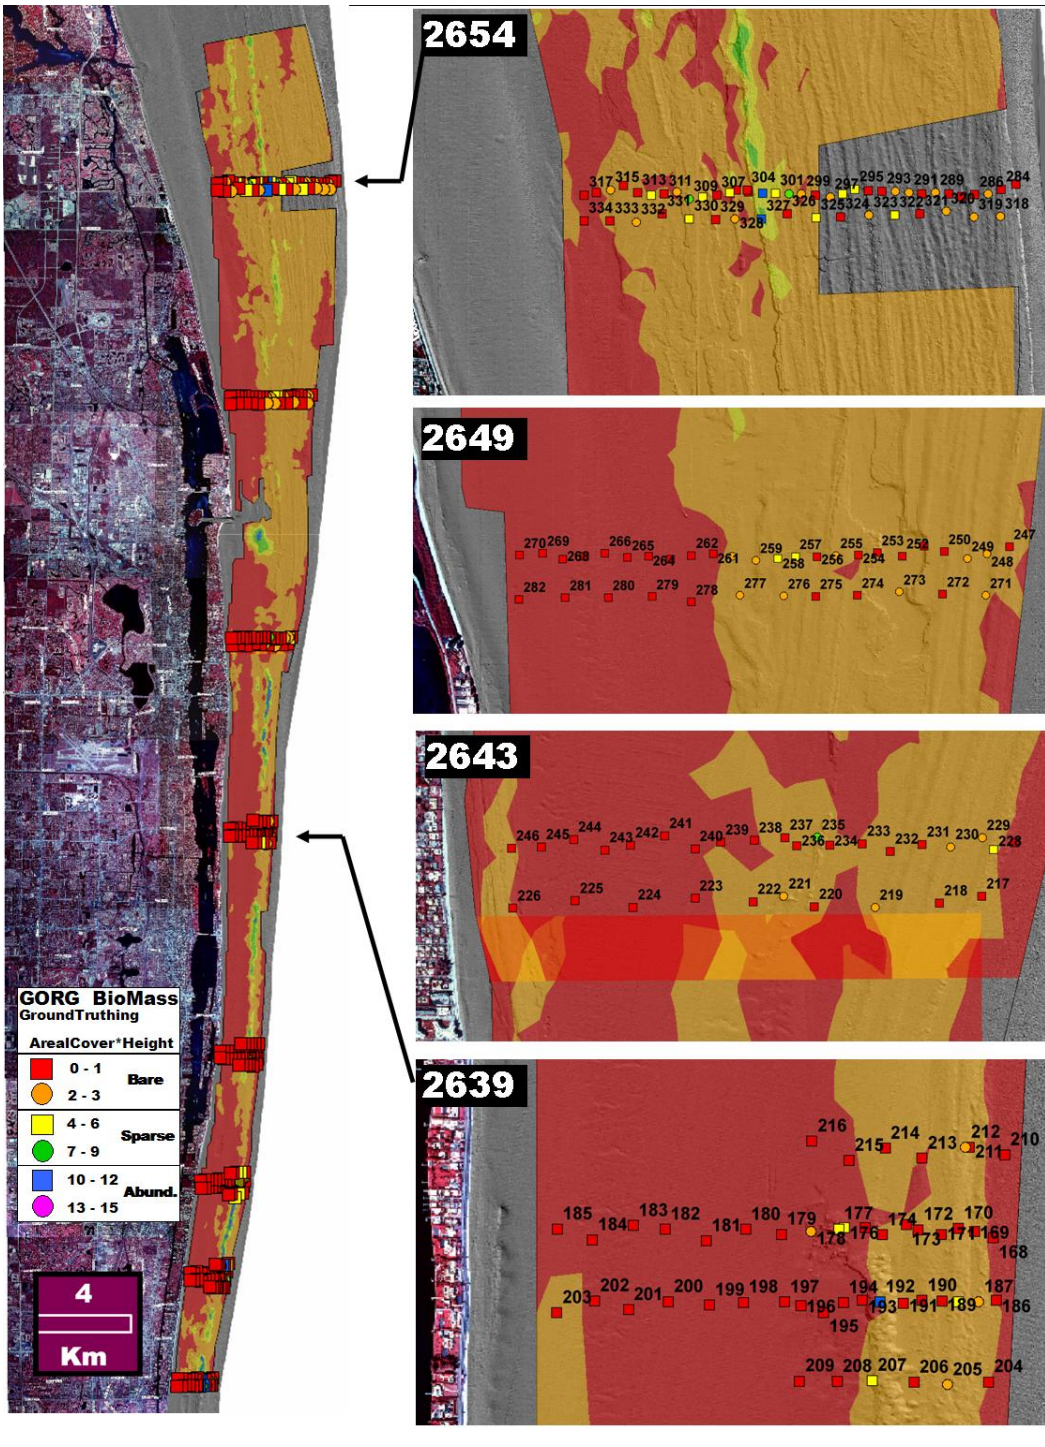 2654
317 315 313 311 309 307 304 301 299 297 295 293 291 289 286 284
334 333 332 331 330 329 328 327 326 325 324 323 322 321 320 319 318
2649
270 269 268 266 265 264 262 261 259 258 257 256 255 254 253 252 250 249 248 247
282 281 280 279 278 277 276 275 274 273 272 271
2643
246 245 244 243 242 241 240 239 238 237 236 235 234 233 232 231 230 229 228
226 225 224 223 222 221 220 219 218 217
2639
216 215 214 213 212 211 210
185 184 183 182 181 180 179 178 177 176 174 173 172 171 170 169 168
203 202 201 200 199 198 197 196 195 194 193 192 191 190 189 187 186
209 208 207 206 205 204
GORG BioMass
GroundTruthing
ArealCover*Height
0 - 1
Bare
2 - 3
4 - 6
Sparse
7 - 9
10 - 12
Abund.
13 - 15
4
Km